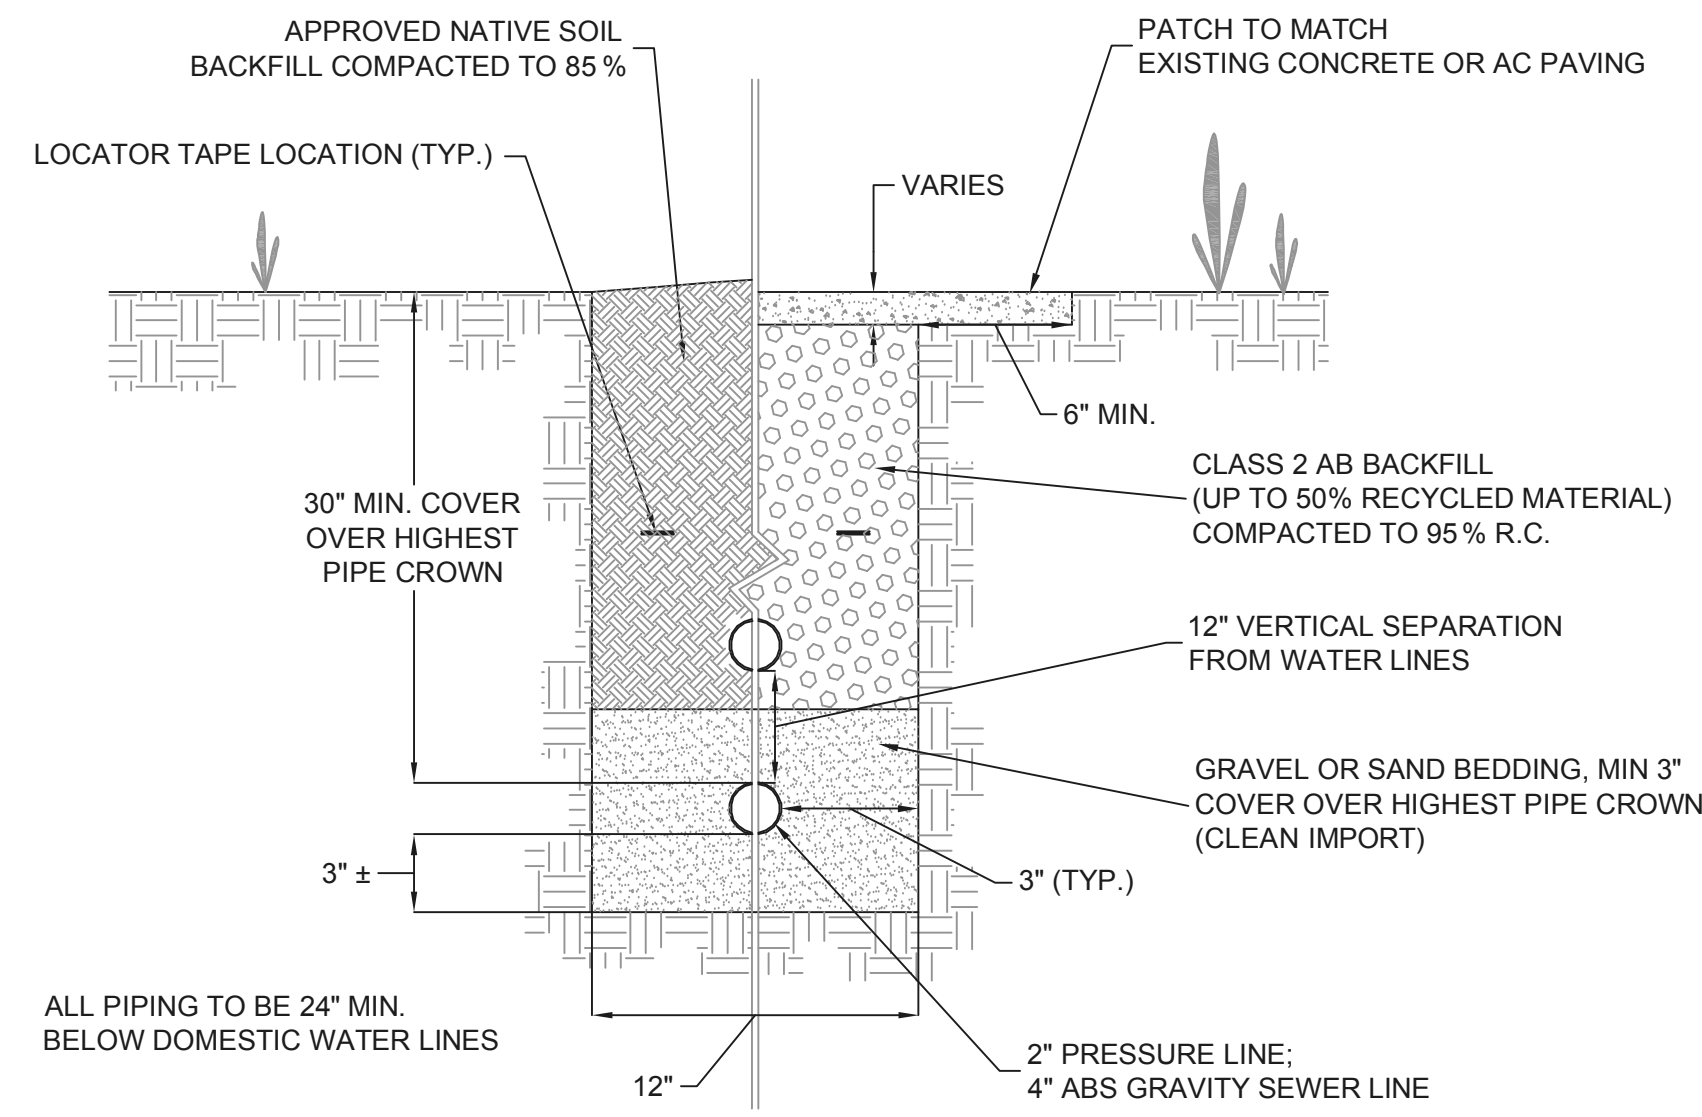 APPROVED NATIVE SOIL
BACKFILL COMPACTED TO 85 %
PATCH TO MATCH
EXISTING CONCRETE OR AC PAVING
LOCATOR TAPE LOCATION (TYP.)
VARIES
6" MIN.
CLASS 2 AB BACKFILL
(UP TO 50% RECYCLED MATERIAL)
COMPACTED TO 95 % R.C.
30" MIN. COVER
OVER HIGHEST
PIPE CROWN
12" VERTICAL SEPARATION
FROM WATER LINES
GRAVEL OR SAND BEDDING, MIN 3"
COVER OVER HIGHEST PIPE CROWN
(CLEAN IMPORT)
3" ±
3" (TYP.)
ALL PIPING TO BE 24" MIN.
BELOW DOMESTIC WATER LINES
12"
2" PRESSURE LINE;
4" ABS GRAVITY SEWER LINE